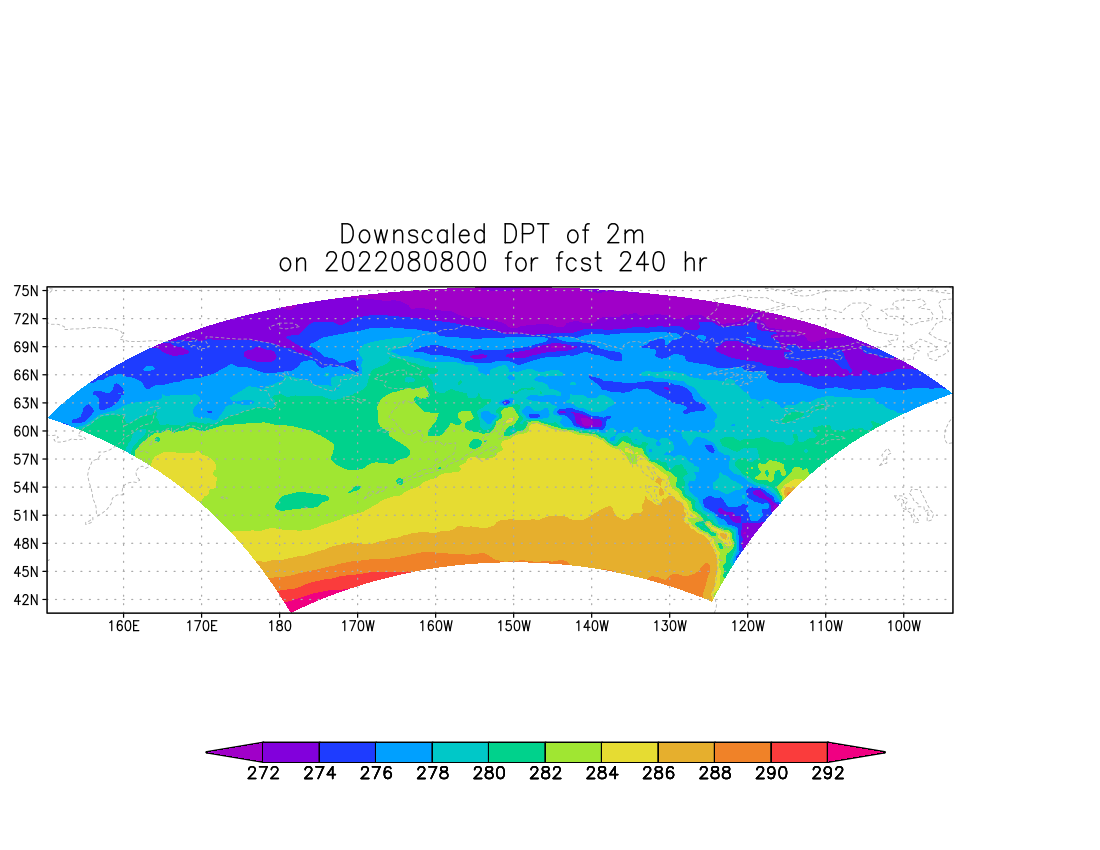 Downscaled DPT of 2m
on 2022080800 for fcst 240 hr
75N
72N
69N
66N
63N
60N
57N
54N
51N
48N
45N
42N
160E 170E 180 170W 160W 150W 140W 130W 120W 110W 100W
272 274 276 278 280 282 284 286 288 290 292